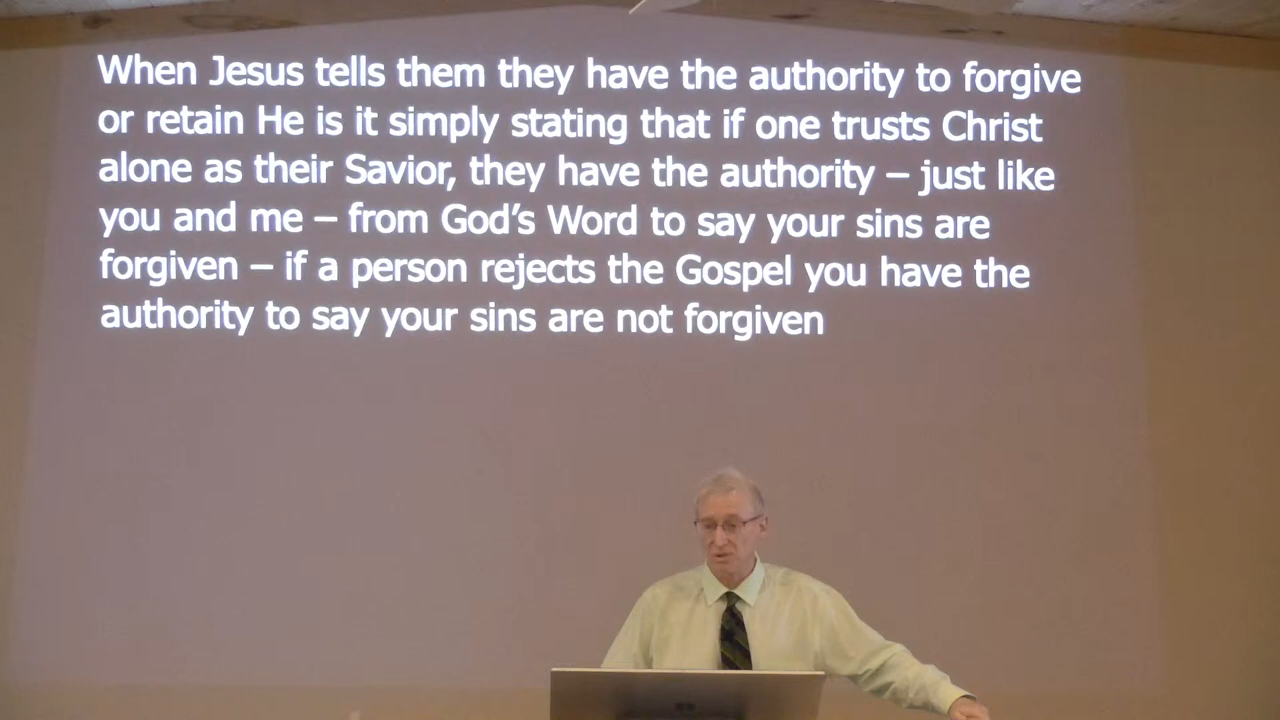 When Jesus tells them they have the authority to forgive
or retain He is it simply stating that if one trusts Christ
alone as their Savior, they have the authority – just like
you and me – from God’s Word to say your sins are
forgiven – if a person rejects the Gospel you have the
authority to say your sins are not forgiven